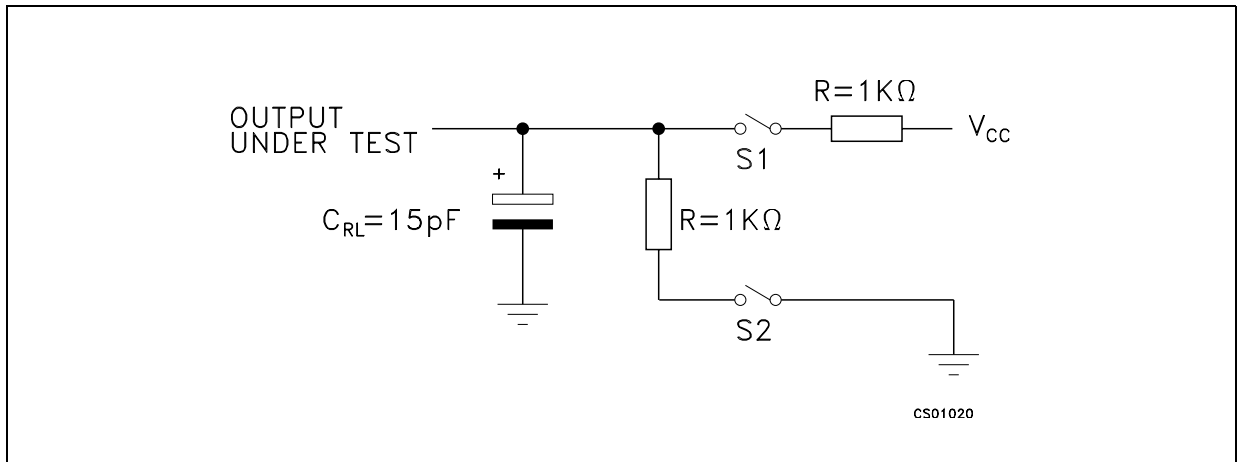 R=1KΩ
OUTPUT
UNDER TEST
V_CC
S1
+
C_RL=15pF
R=1KΩ
S2
CS01020